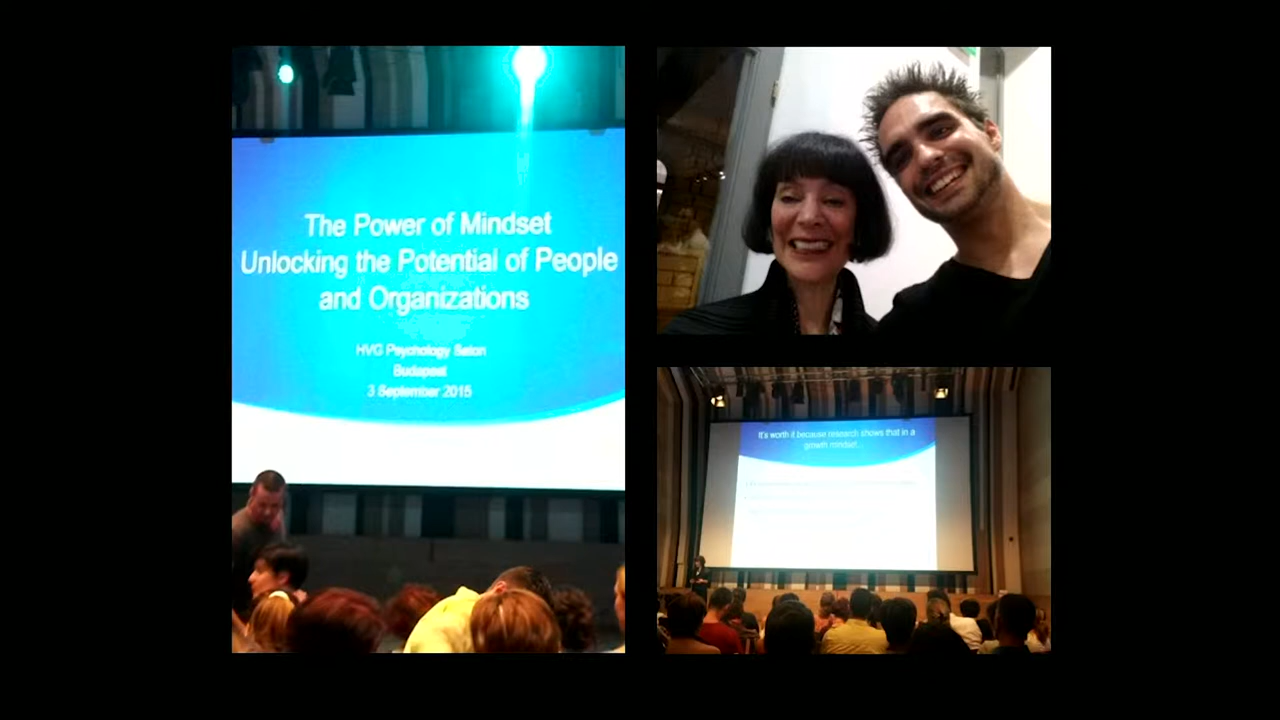 The Power of Mindset
Unlocking the Potential of People
and Organizations
HVG Psychology Salon
Budapest
3 September 2015
It's worth it because research shows that in a
growth mindset...